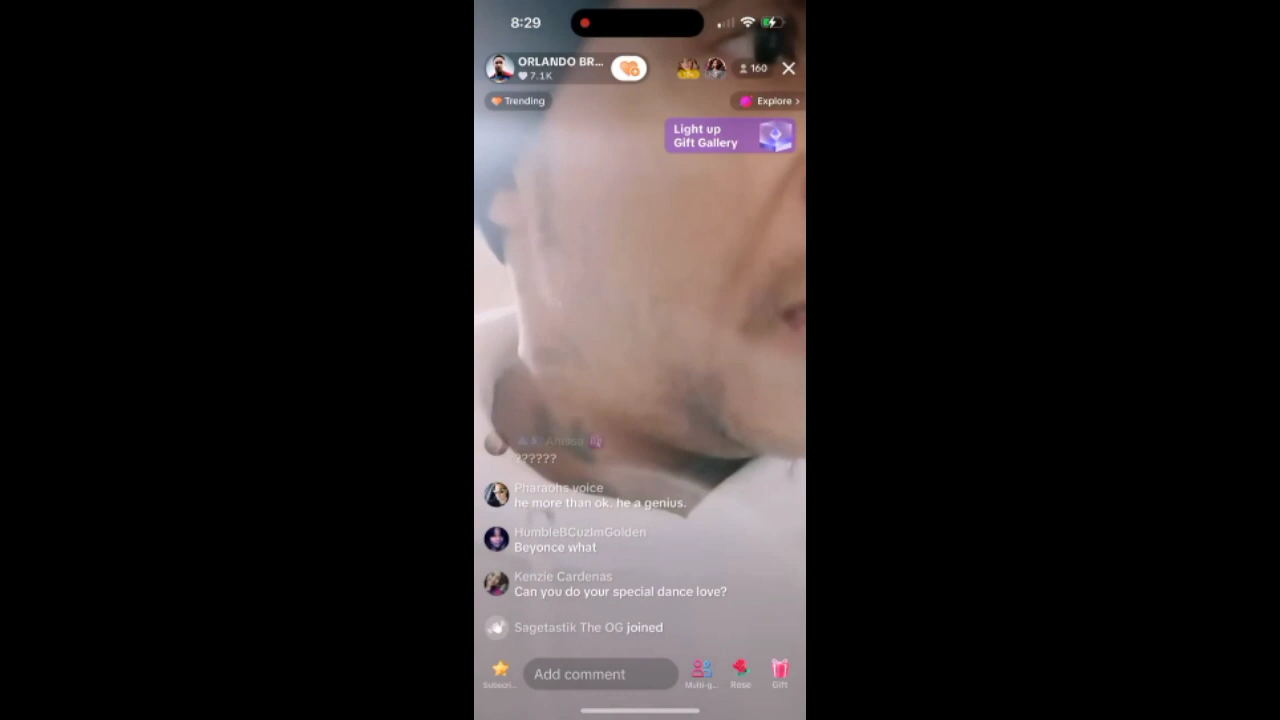 8:29
ORLANDO BR...
7.1K
160
Trending
Explore >
Light up
Gift Gallery
??????
Pharaohs voice
he more than ok. he a genius.
HumbleBCuzImGolden
Beyonce what
Kenzie Cardenas
Can you do your special dance love?
Sagetastik The OG joined
Add comment
Subscri...
Multi-g...
Rose
Gift